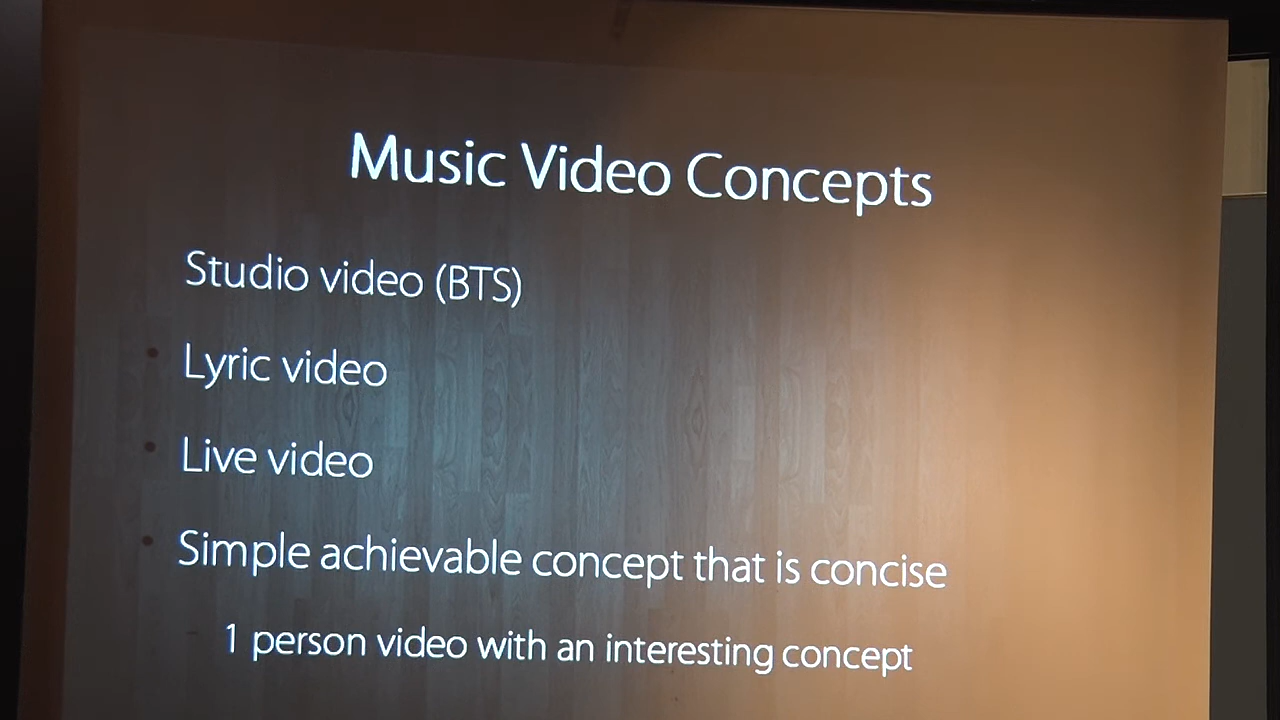 Music Video Concepts
Studio video (BTS)
Lyric video
Live video
Simple achievable concept that is concise
1 person video with an interesting concept